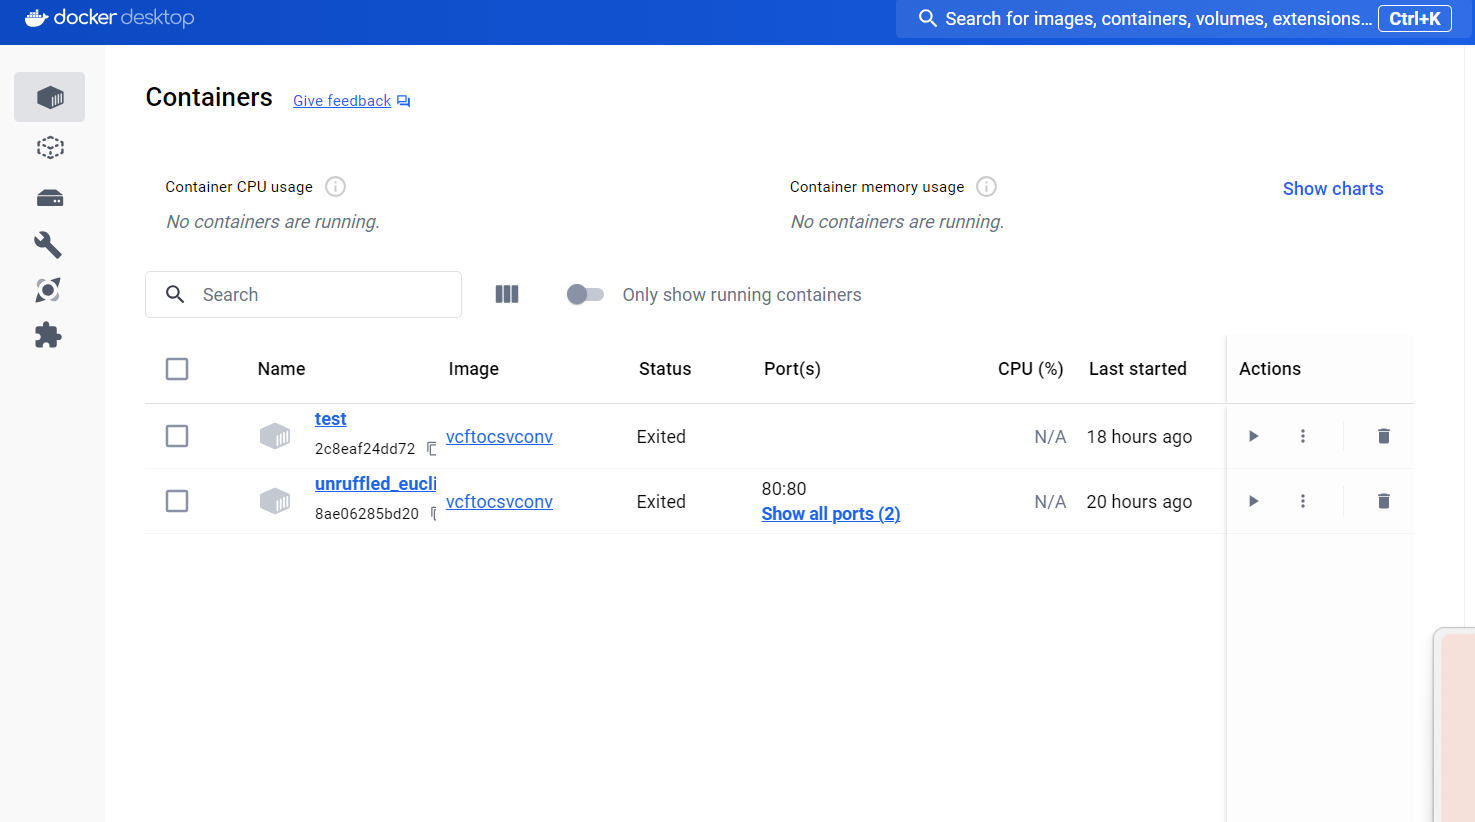 docker desktop
Search for images, containers, volumes, extensions... Ctrl+K
Containers Give feedback
Container CPU usage
No containers are running.
Container memory usage
No containers are running.
Show charts
Search
Only show running containers
Name Image Status Port(s) CPU (%) Last started Actions
test
2c8eaf24dd72
vcftocsvconv
Exited
N/A
18 hours ago
unruffled_eucli
8ae06285bd20
vcftocsvconv
Exited
80:80
Show all ports (2)
N/A
20 hours ago